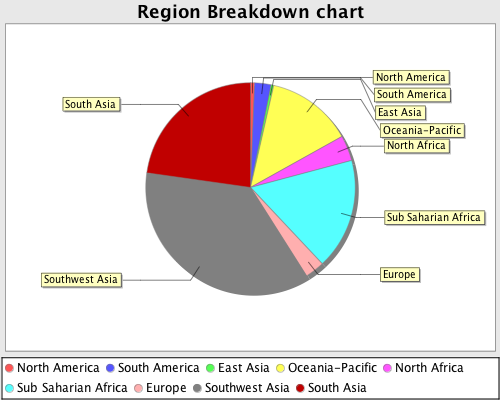 Region Breakdown chart
North America
South Asia
South America
East Asia
Oceania-Pacific
North Africa
Sub Saharian Africa
Southwest Asia
Europe
North America South America East Asia Oceania-Pacific North Africa
Sub Saharian Africa Europe Southwest Asia South Asia